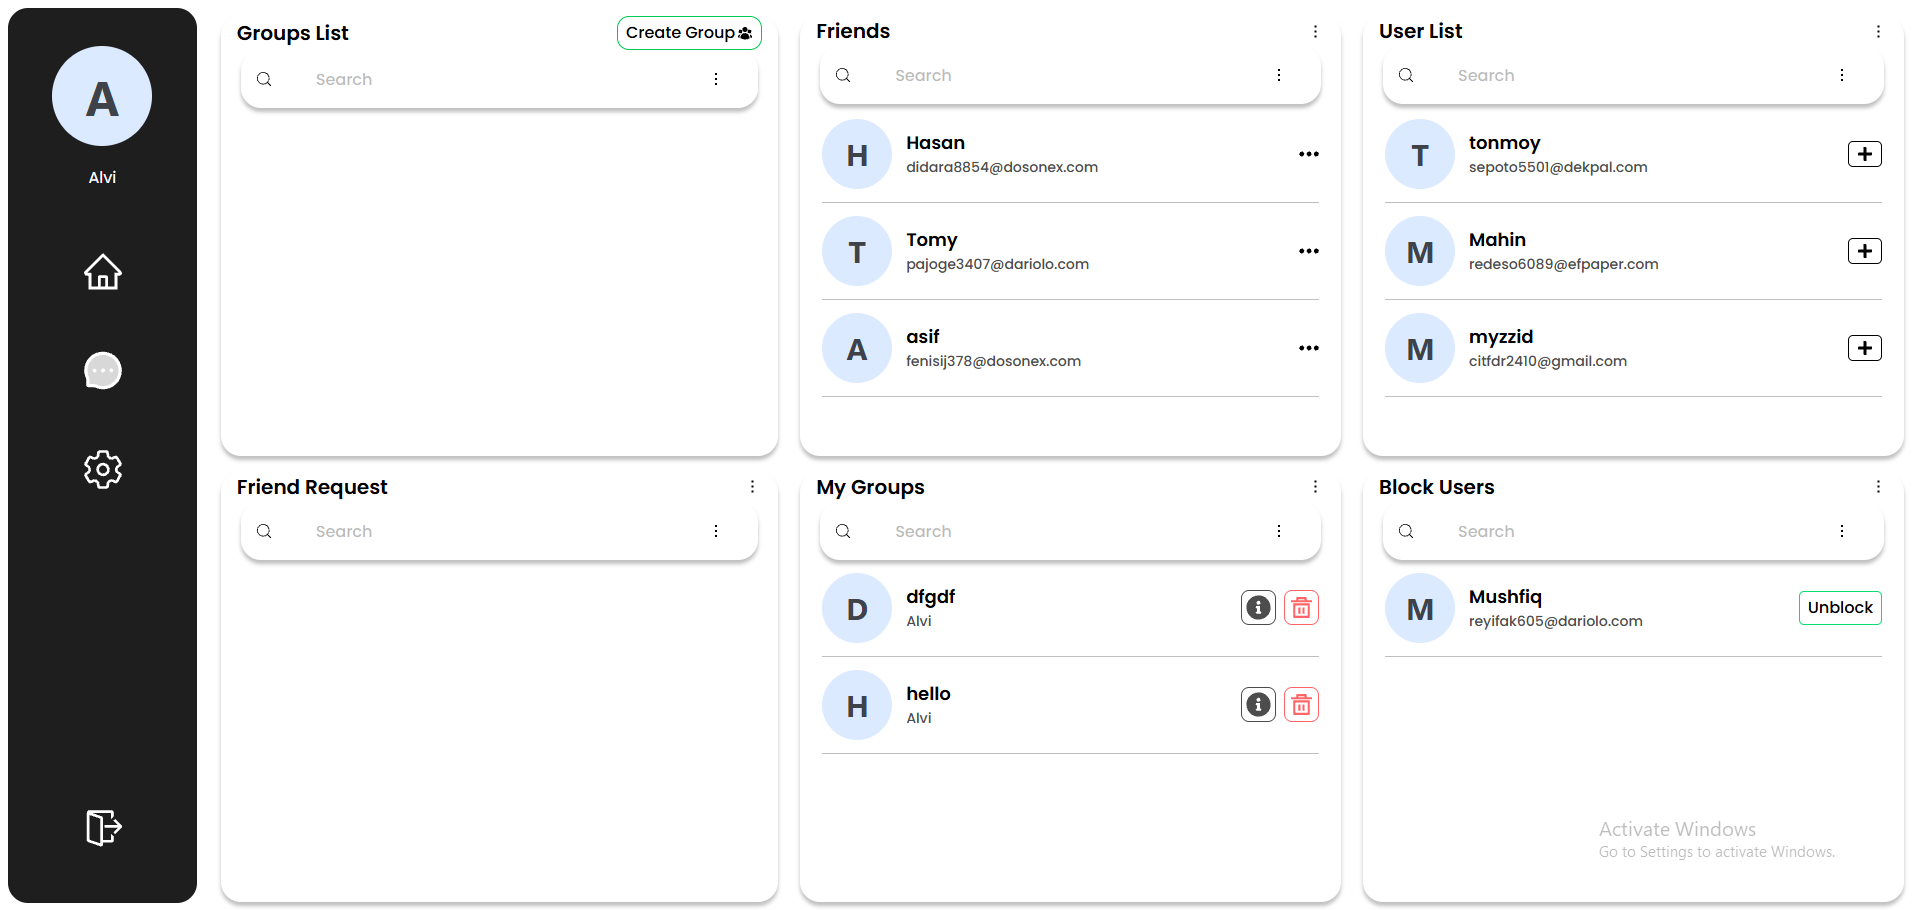 A
Alvi
Groups List
Create Group
Search
Friends
Search
H
Hasan
didara8854@dosonex.com
T
Tomy
pajoge3407@dariolo.com
A
asif
fenisij378@dosonex.com
User List
Search
T
tonmoy
sepoto5501@dekpal.com
M
Mahin
redeso6089@efpaper.com
M
myzzid
citfdr2410@gmail.com
Friend Request
Search
My Groups
Search
D
dfgdf
Alvi
H
hello
Alvi
Block Users
Search
M
Mushfiq
reyifak605@dariolo.com
Unblock
Activate Windows
Go to Settings to activate Windows.